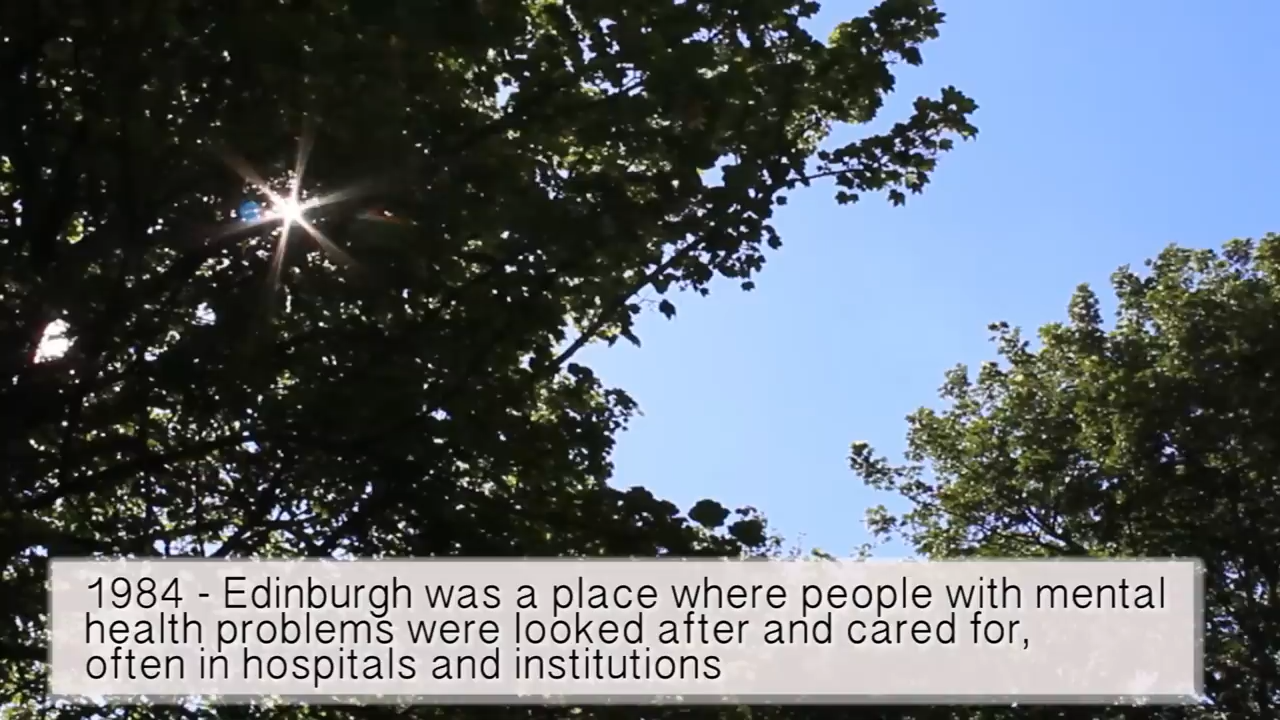 1984 - Edinburgh was a place where people with mental
health problems were looked after and cared for,
often in hospitals and institutions